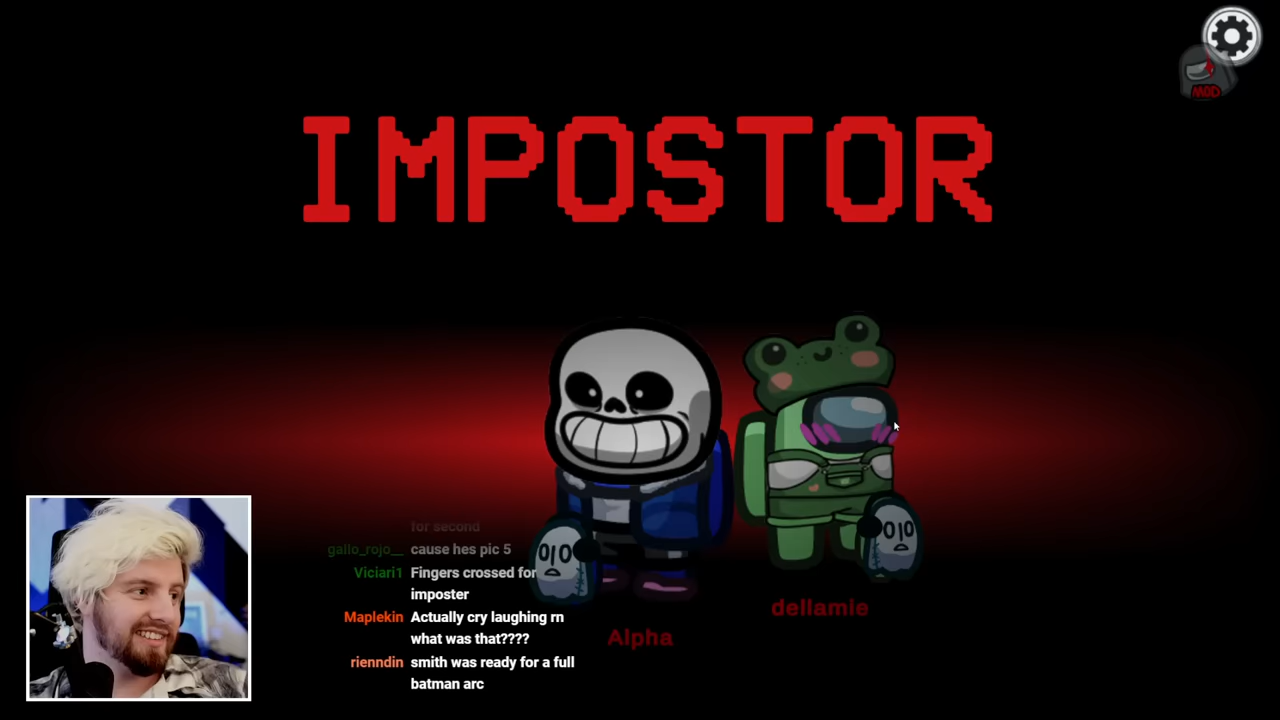 MOD
IMPOSTOR
for second
gallo_rojo__ cause hes pic 5
Viciari1 Fingers crossed for
imposter
Maplekin Actually cry laughing rn
what was that????
rienndin smith was ready for a full
batman arc
Alpha
dellamie